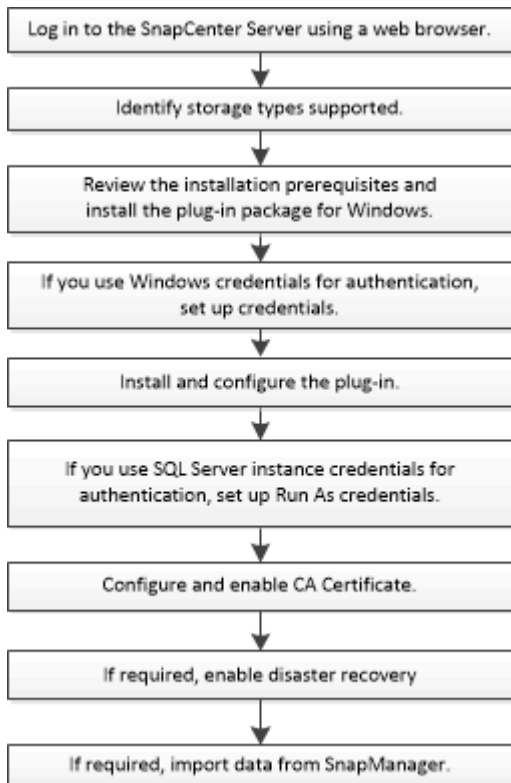 Log in to the SnapCenter Server using a web browser.
Identify storage types supported.
Review the installation prerequisites and
install the plug-in package for Windows.
If you use Windows credentials for authentication,
set up credentials.
Install and configure the plug-in.
If you use SQL Server instance credentials for
authentication, set up Run As credentials.
Configure and enable CA Certificate.
If required, enable disaster recovery
If required, import data from SnapManager.